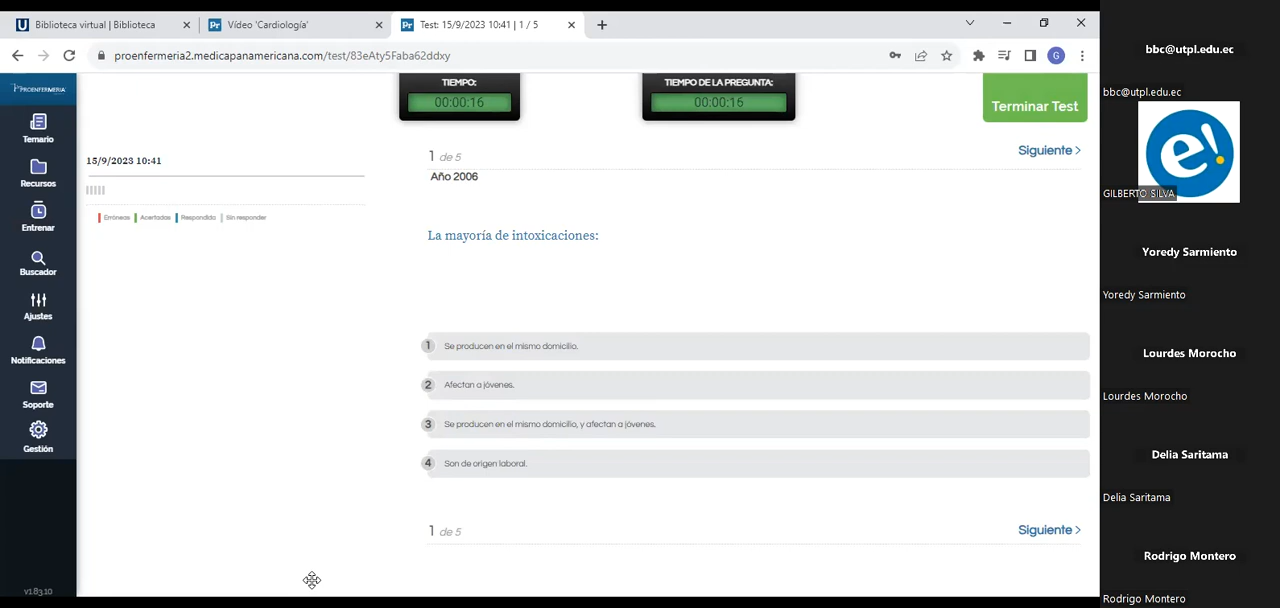 Biblioteca virtual | Biblioteca
Vídeo 'Cardiología'
Test: 15/9/2023 10:41 | 1 / 5
proenfermeria2.medicapanamericana.com/test/83eAty5Faba62ddxy
G
PROENFERMERIA
Temario
Recursos
Entrenar
Buscador
Ajustes
Notificaciones
Soporte
Gestión
v1.83.10
15/9/2023 10:41
Erróneas Acertadas Respondida Sin responder
TIEMPO:
00:00:16
TIEMPO DE LA PREGUNTA:
00:00:16
Terminar Test
1 de 5
Siguiente >
Año 2006
La mayoría de intoxicaciones:
1 Se producen en el mismo domicilio.
2 Afectan a jóvenes.
3 Se producen en el mismo domicilio, y afectan a jóvenes.
4 Son de origen laboral.
1 de 5
Siguiente >
bbc@utpl.edu.ec
bbc@utpl.edu.ec
e!
GILBERTO SILVA
Yoredy Sarmiento
Yoredy Sarmiento
Lourdes Morocho
Lourdes Morocho
Delia Saritama
Delia Saritama
Rodrigo Montero
Rodrigo Montero